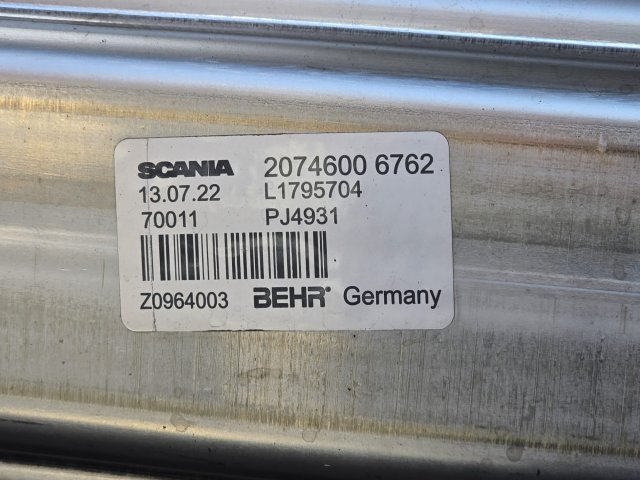 SCANIA 2074600 6762
13.07.22 L1795704
70011 PJ4931
Z0964003 BEHR Germany